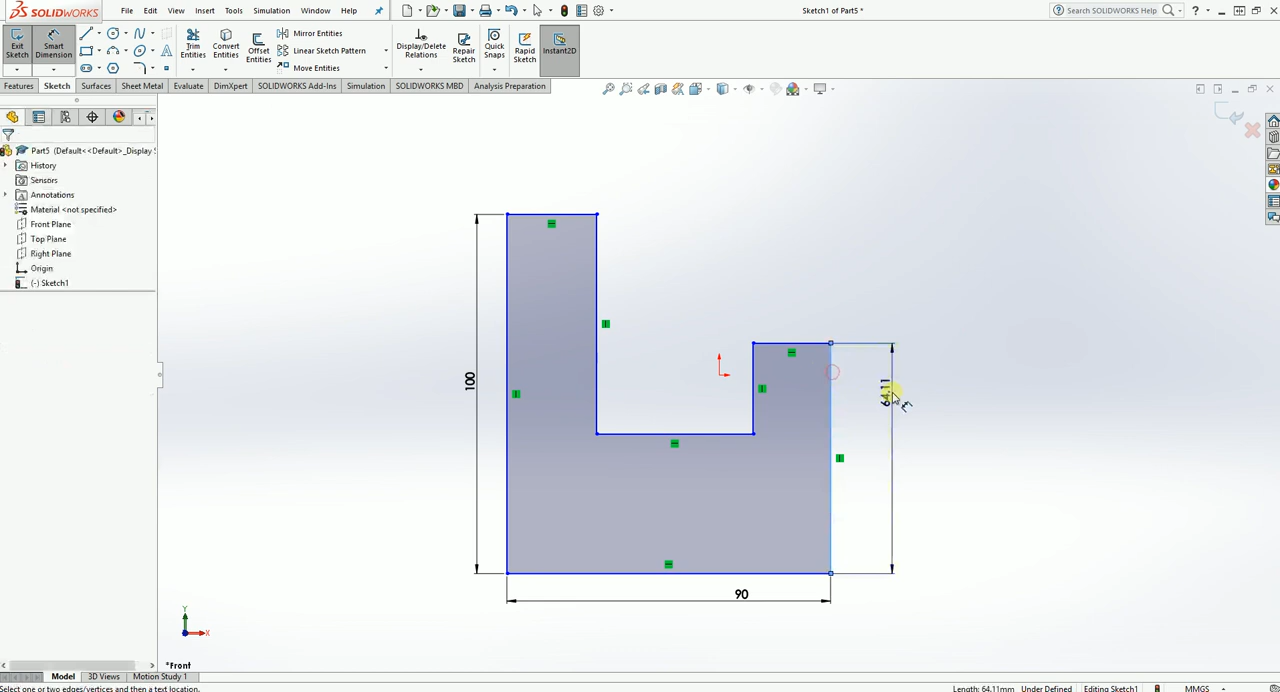 SOLIDWORKS File Edit View Insert Tools Simulation Window Help Sketch1 of Part5 * Search SOLIDWORKS Help ?
Exit Sketch
Smart Dimension
Trim Entities
Convert Entities
Offset Entities
Mirror Entities
Linear Sketch Pattern
Move Entities
Display/Delete Relations
Repair Sketch
Quick Snaps
Rapid Sketch
Instant2D
Features Sketch Surfaces Sheet Metal Evaluate DimXpert SOLIDWORKS Add-Ins Simulation SOLIDWORKS MBD Analysis Preparation
Part5 (Default<<Default>_Display S
History
Sensors
Annotations
Material <not specified>
Front Plane
Top Plane
Right Plane
Origin
(-) Sketch1
100
64.11
90
Y
X
*Front
Model 3D Views Motion Study 1
Select one or two edges/vertices and then a text location. Length: 64.11mm Under Defined Editing Sketch1 MMGS